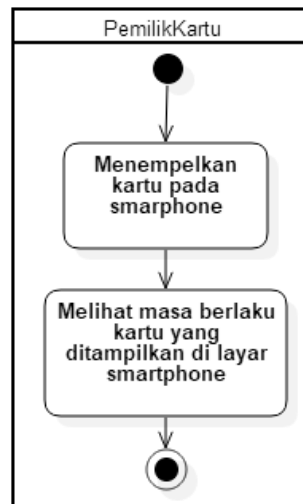 PemilikKartu
Menempelkan
kartu pada
smarphone
Melihat masa berlaku
kartu yang
ditampilkan di layar
smartphone